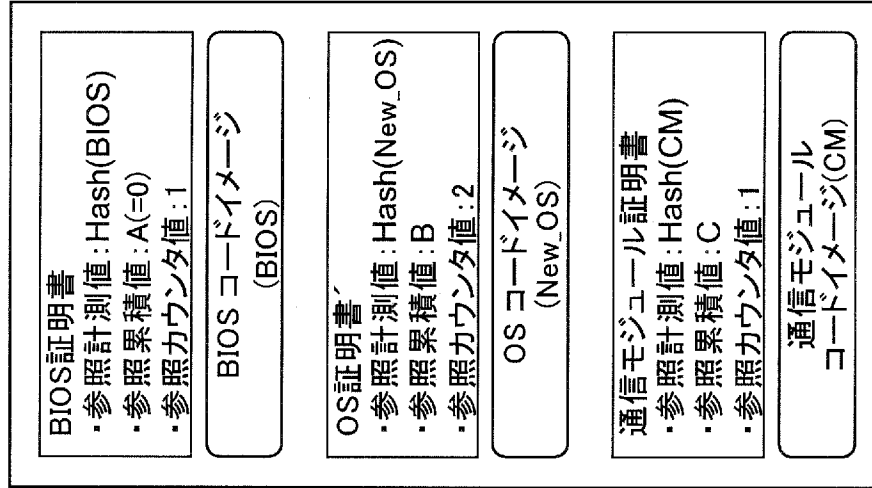 BIOS証明書
・参照計測値:Hash(BIOS)
・参照累積値:A(=0)
・参照カウンタ値:1
BIOS コードイメージ
(BIOS)
OS証明書´
・参照計測値:Hash(New_OS)
・参照累積値:B
・参照カウンタ値:2
OS コードイメージ
(New_OS)
通信モジュール証明書
・参照計測値:Hash(CM)
・参照累積値:C
・参照カウンタ値:1
通信モジュール
コードイメージ(CM)